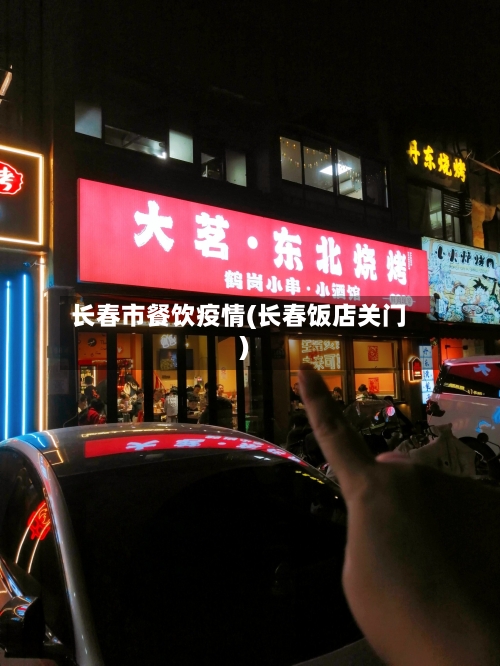 考
丹东烧烤
大茗·东北烧烤
鹤岗小串·小酒馆
长春市餐饮疫情(长春饭店关门
)